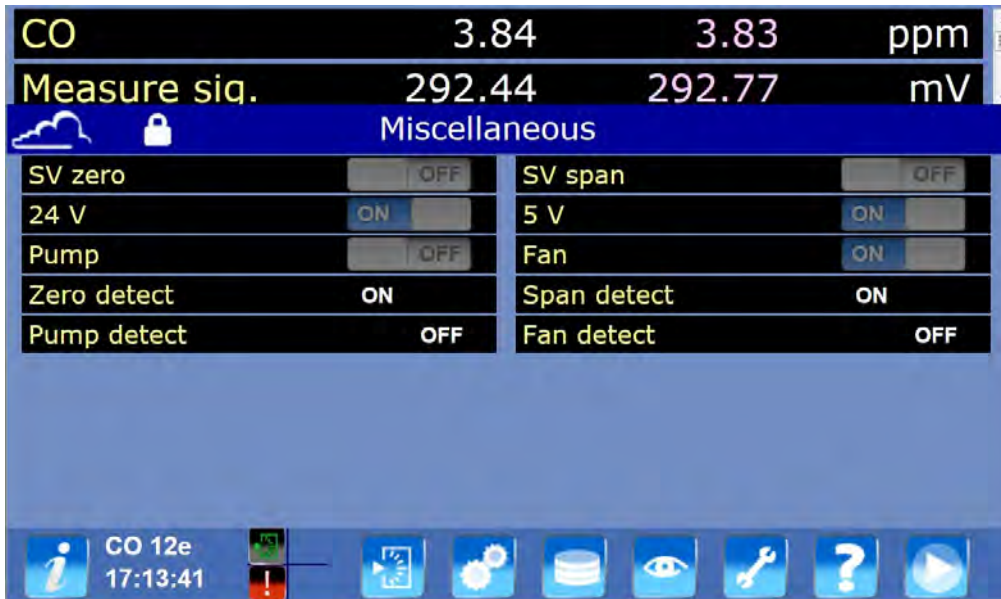 CO 3.84 3.83 ppm
Measure sig. 292.44 292.77 mV
Miscellaneous
SV zero OFF SV span OFF
24 V ON 5 V ON
Pump OFF Fan ON
Zero detect ON Span detect ON
Pump detect OFF Fan detect OFF
CO 12e
17:13:41